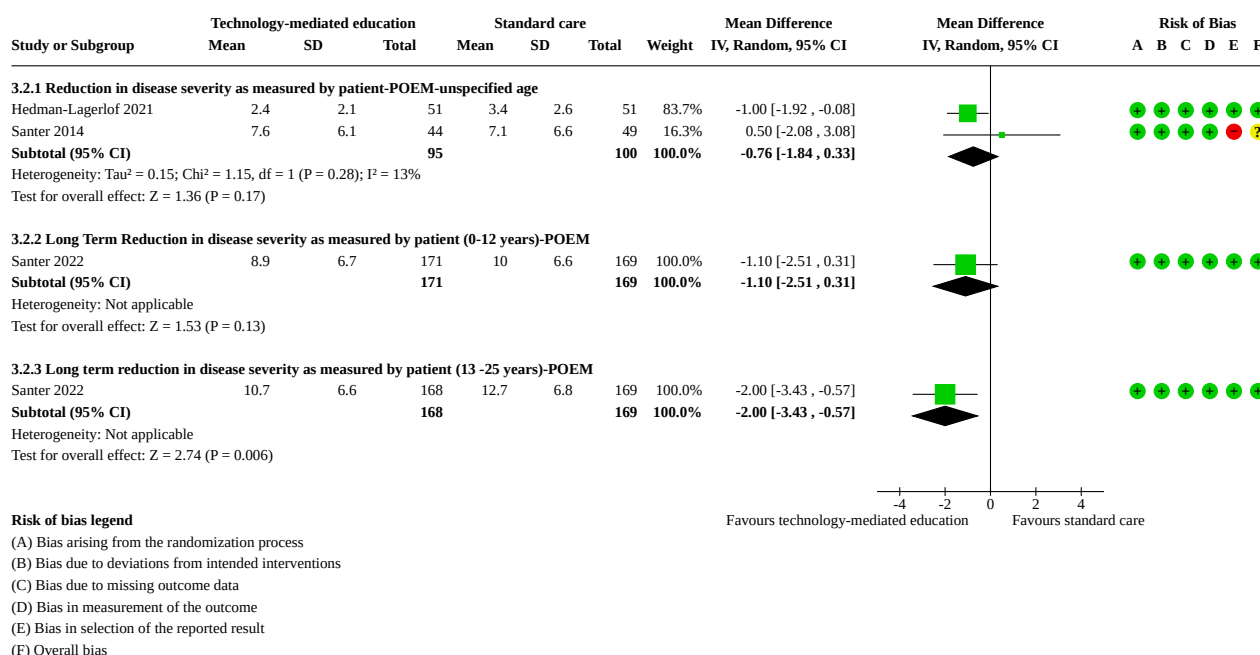 Technology-mediated education Standard care Mean Difference Mean Difference Risk of Bias
Study or Subgroup Mean SD Total Mean SD Total Weight IV, Random, 95% CI IV, Random, 95% CI A B C D E F
3.2.1 Reduction in disease severity as measured by patient-POEM-unspecified age
Hedman-Lagerlof 2021 2.4 2.1 51 3.4 2.6 51 83.7% -1.00 [-1.92 , -0.08] + + + + + +
Santer 2014 7.6 6.1 44 7.1 6.6 49 16.3% 0.50 [-2.08 , 3.08] + + + + − ?
Subtotal (95% CI) 95 100 100.0% -0.76 [-1.84 , 0.33]
Heterogeneity: Tau² = 0.15; Chi² = 1.15, df = 1 (P = 0.28); I² = 13%
Test for overall effect: Z = 1.36 (P = 0.17)
3.2.2 Long Term Reduction in disease severity as measured by patient (0-12 years)-POEM
Santer 2022 8.9 6.7 171 10 6.6 169 100.0% -1.10 [-2.51 , 0.31] + + + + + +
Subtotal (95% CI) 171 169 100.0% -1.10 [-2.51 , 0.31]
Heterogeneity: Not applicable
Test for overall effect: Z = 1.53 (P = 0.13)
3.2.3 Long term reduction in disease severity as measured by patient (13 -25 years)-POEM
Santer 2022 10.7 6.6 168 12.7 6.8 169 100.0% -2.00 [-3.43 , -0.57] + + + + + +
Subtotal (95% CI) 168 169 100.0% -2.00 [-3.43 , -0.57]
Heterogeneity: Not applicable
Test for overall effect: Z = 2.74 (P = 0.006)
-4 -2 0 2 4
Favours technology-mediated education Favours standard care
Risk of bias legend
(A) Bias arising from the randomization process
(B) Bias due to deviations from intended interventions
(C) Bias due to missing outcome data
(D) Bias in measurement of the outcome
(E) Bias in selection of the reported result
(F) Overall bias